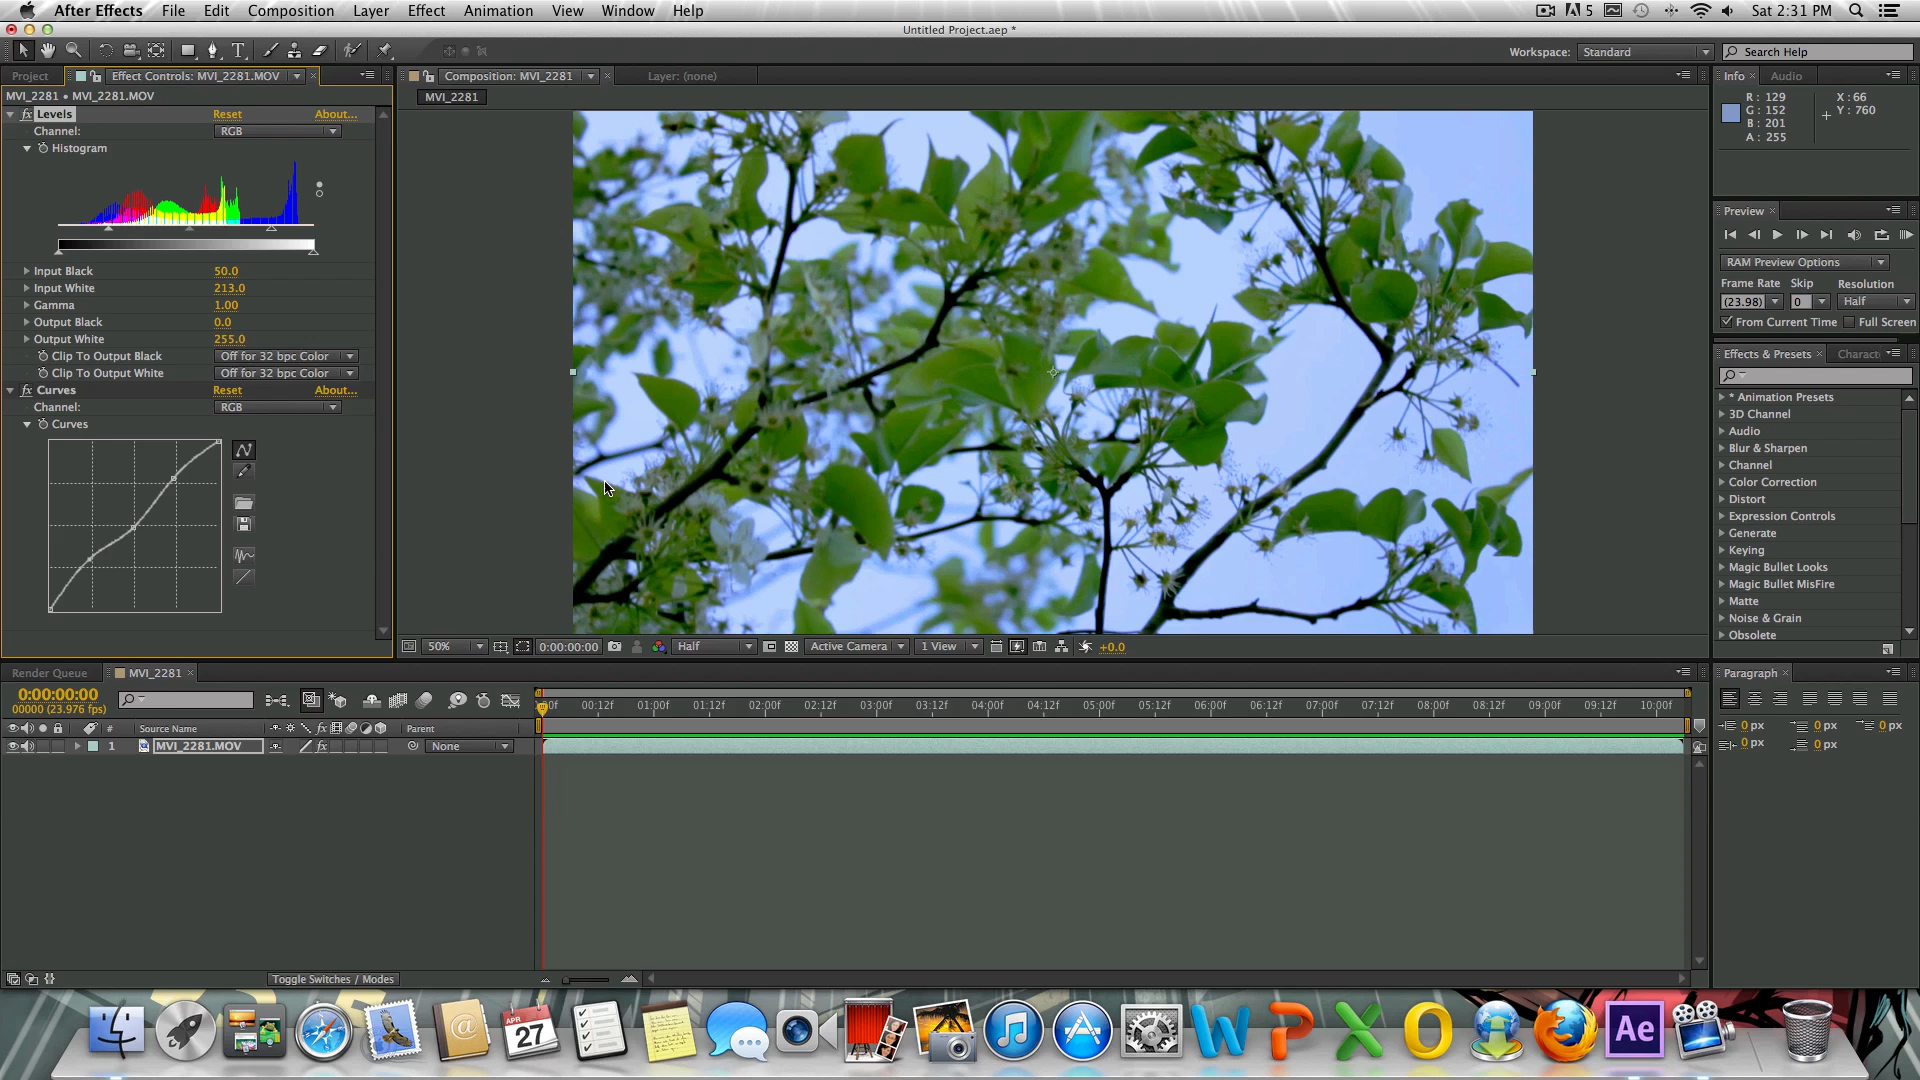 After Effects File Edit Composition Layer Effect Animation View Window Help
5 Sat 2:31 PM
Untitled Project.aep *
Workspace: Standard Search Help
Project Effect Controls: MVI_2281.MOV Composition: MVI_2281 Layer: (none) Info Audio
MVI_2281 • MVI_2281.MOV
MVI_2281
R : 129 X : 66
G : 152 Y : 760
B : 201
A : 255
Levels Reset About...
Channel: RGB
Histogram
Input Black 50.0
Input White 213.0
Gamma 1.00
Output Black 0.0
Output White 255.0
Clip To Output Black Off for 32 bpc Color
Clip To Output White Off for 32 bpc Color
Curves Reset About...
Channel: RGB
Curves
Preview
RAM Preview Options
Frame Rate Skip Resolution
(23.98) 0 Half
From Current Time Full Screen
Effects & Presets Charact
* Animation Presets
3D Channel
Audio
Blur & Sharpen
Channel
Color Correction
Distort
Expression Controls
Generate
Keying
Magic Bullet Looks
Magic Bullet MisFire
Matte
Noise & Grain
Obsolete
50% 0:00:00:00 Half Active Camera 1 View +0.0
Render Queue MVI_2281
0:00:00:00
00000 (23.976 fps)
00f 00:12f 01:00f 01:12f 02:00f 02:12f 03:00f 03:12f 04:00f 04:12f 05:00f 05:12f 06:00f 06:12f 07:00f 07:12f 08:00f 08:12f 09:00f 09:12f 10:00f
# Source Name Parent
1 MVI_2281.MOV None
Paragraph
0 px 0 px 0 px
0 px 0 px
Toggle Switches / Modes
APR
27
Ae